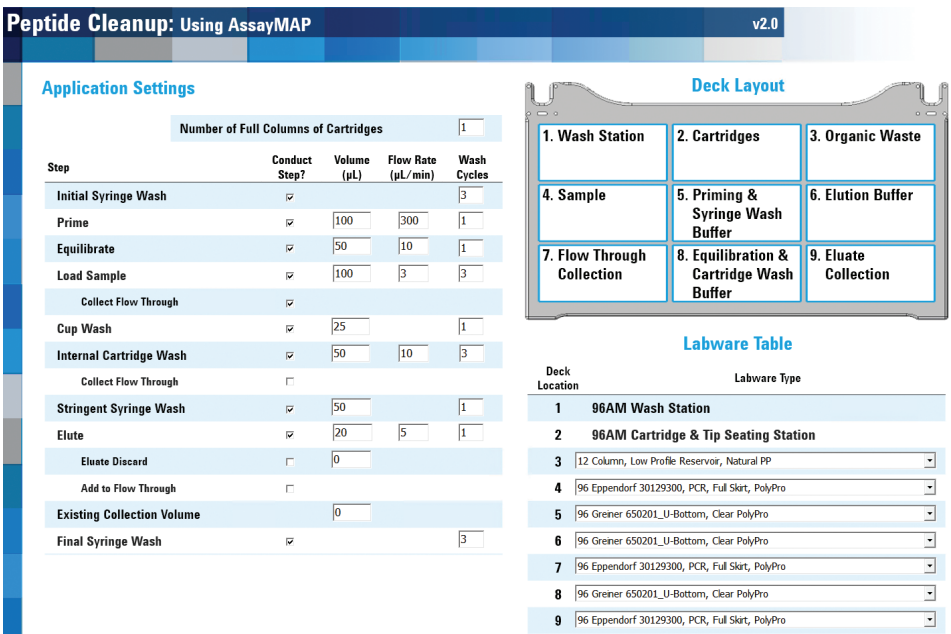 Peptide Cleanup: Using AssayMAP v2.0
Application Settings
Number of Full Columns of Cartridges 1
Step Conduct Step? Volume (µL) Flow Rate (µL/min) Wash Cycles
Initial Syringe Wash 3
Prime 100 300 1
Equilibrate 50 10 1
Load Sample 100 3 3
Collect Flow Through
Cup Wash 25 1
Internal Cartridge Wash 50 10 3
Collect Flow Through
Stringent Syringe Wash 50 1
Elute 20 5 1
Eluate Discard 0
Add to Flow Through
Existing Collection Volume 0
Final Syringe Wash 3
Deck Layout
1. Wash Station
2. Cartridges
3. Organic Waste
4. Sample
5. Priming &
Syringe Wash
Buffer
6. Elution Buffer
7. Flow Through
Collection
8. Equilibration &
Cartridge Wash
Buffer
9. Eluate
Collection
Labware Table
Deck Location Labware Type
1 96AM Wash Station
2 96AM Cartridge & Tip Seating Station
3 12 Column, Low Profile Reservoir, Natural PP
4 96 Eppendorf 30129300, PCR, Full Skirt, PolyPro
5 96 Greiner 650201_U-Bottom, Clear PolyPro
6 96 Greiner 650201_U-Bottom, Clear PolyPro
7 96 Eppendorf 30129300, PCR, Full Skirt, PolyPro
8 96 Greiner 650201_U-Bottom, Clear PolyPro
9 96 Eppendorf 30129300, PCR, Full Skirt, PolyPro